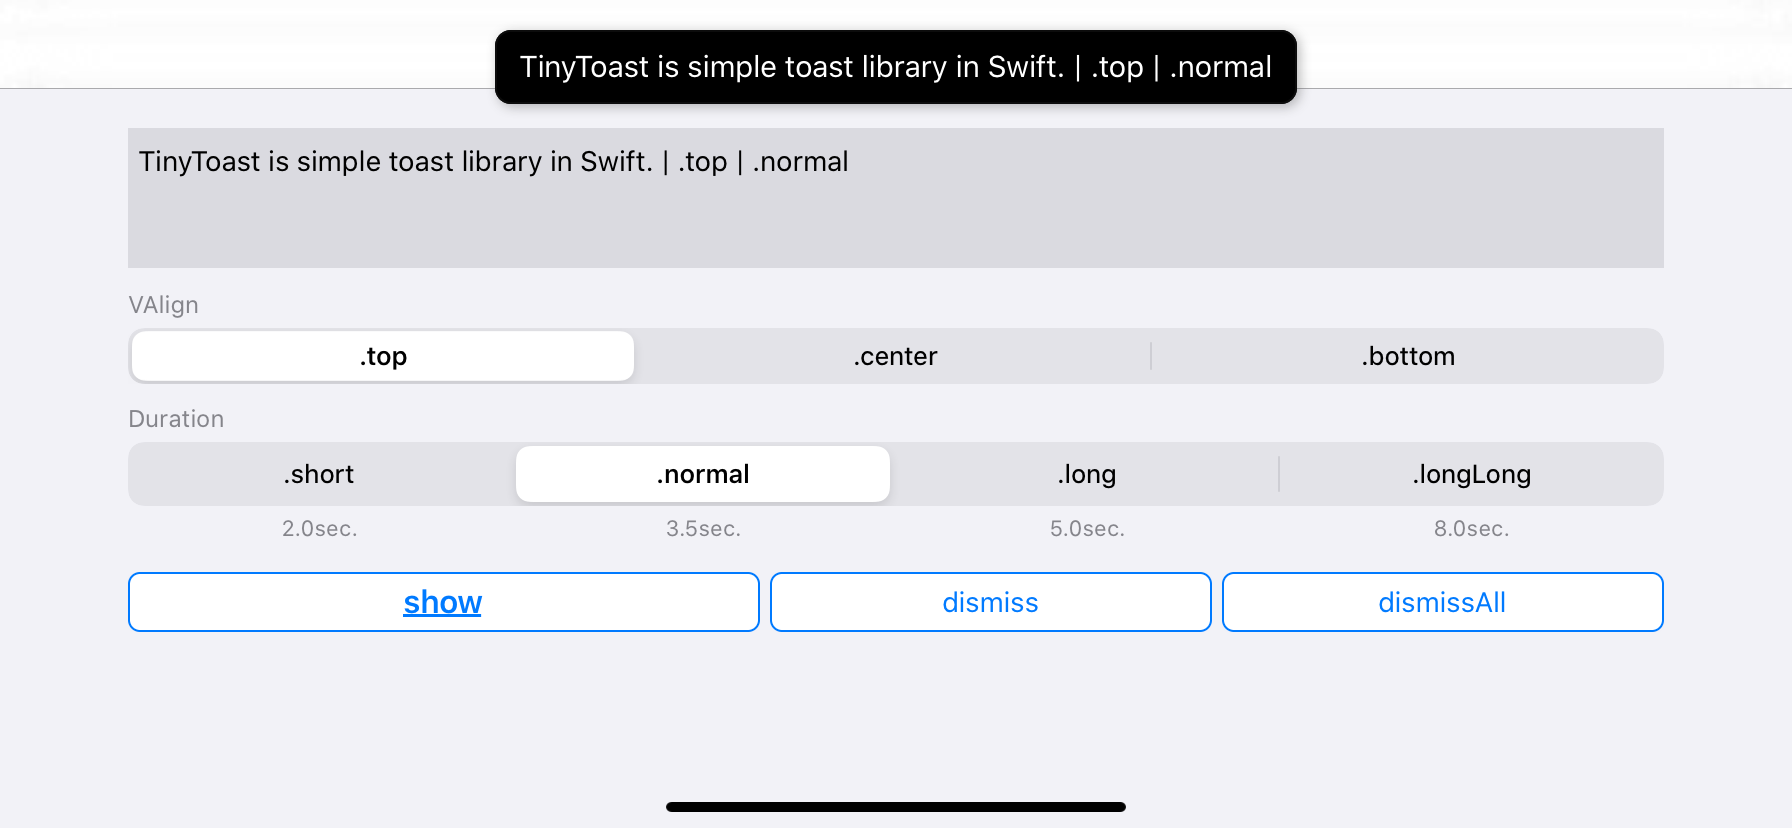 TinyToast is simple toast library in Swift. | .top | .normal
TinyToast is simple toast library in Swift. | .top | .normal
VAlign
.top .center .bottom
Duration
.short .normal .long .longLong
2.0sec. 3.5sec. 5.0sec. 8.0sec.
show dismiss dismissAll